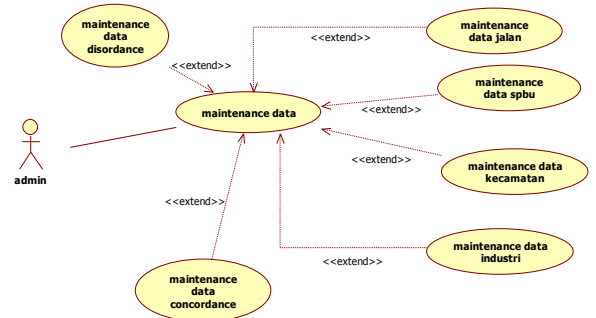 maintenance
data
disordance
<<extend>>
maintenance
data jalan
<<extend>>
maintenance
data spbu
<<extend>>
maintenance data
admin
<<extend>>
maintenance data
kecamatan
<<extend>>
maintenance data
industri
<<extend>>
maintenance
data
concordance